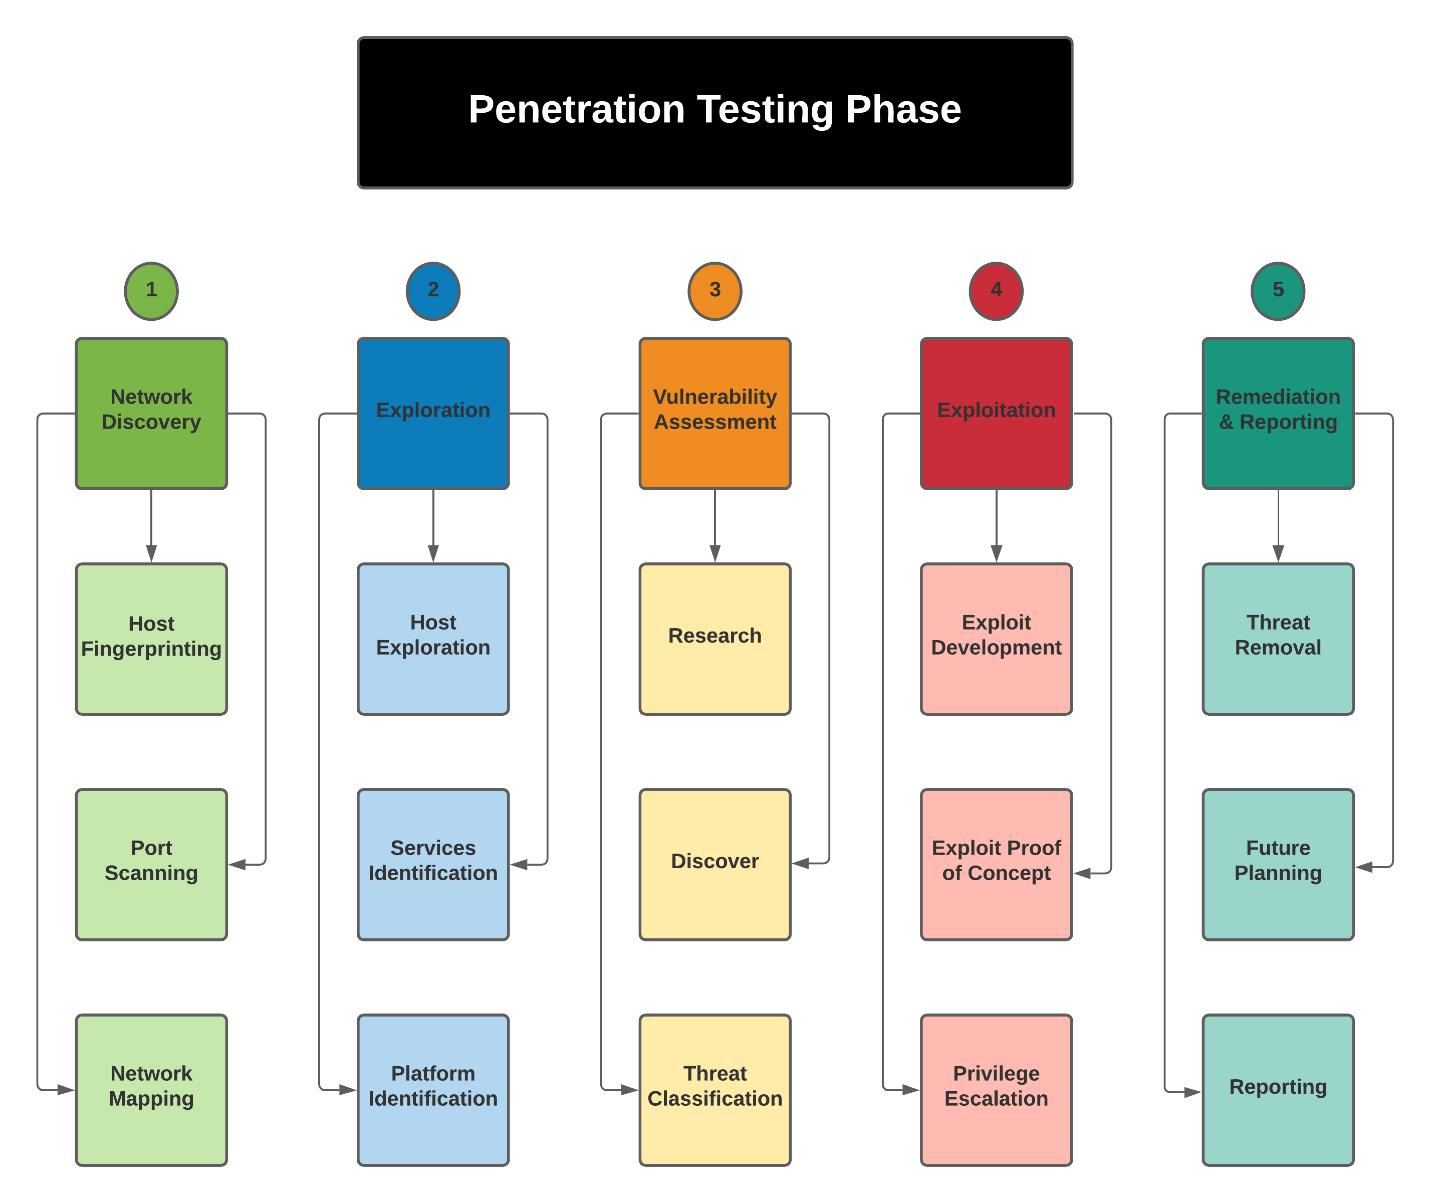 Penetration Testing Phase
1
2
3
4
5
Network
Discovery
Exploration
Vulnerability
Assessment
Exploitation
Remediation
& Reporting
Host
Fingerprinting
Host
Exploration
Research
Exploit
Development
Threat
Removal
Port
Scanning
Services
Identification
Discover
Exploit Proof
of Concept
Future
Planning
Network
Mapping
Platform
Identification
Threat
Classification
Privilege
Escalation
Reporting